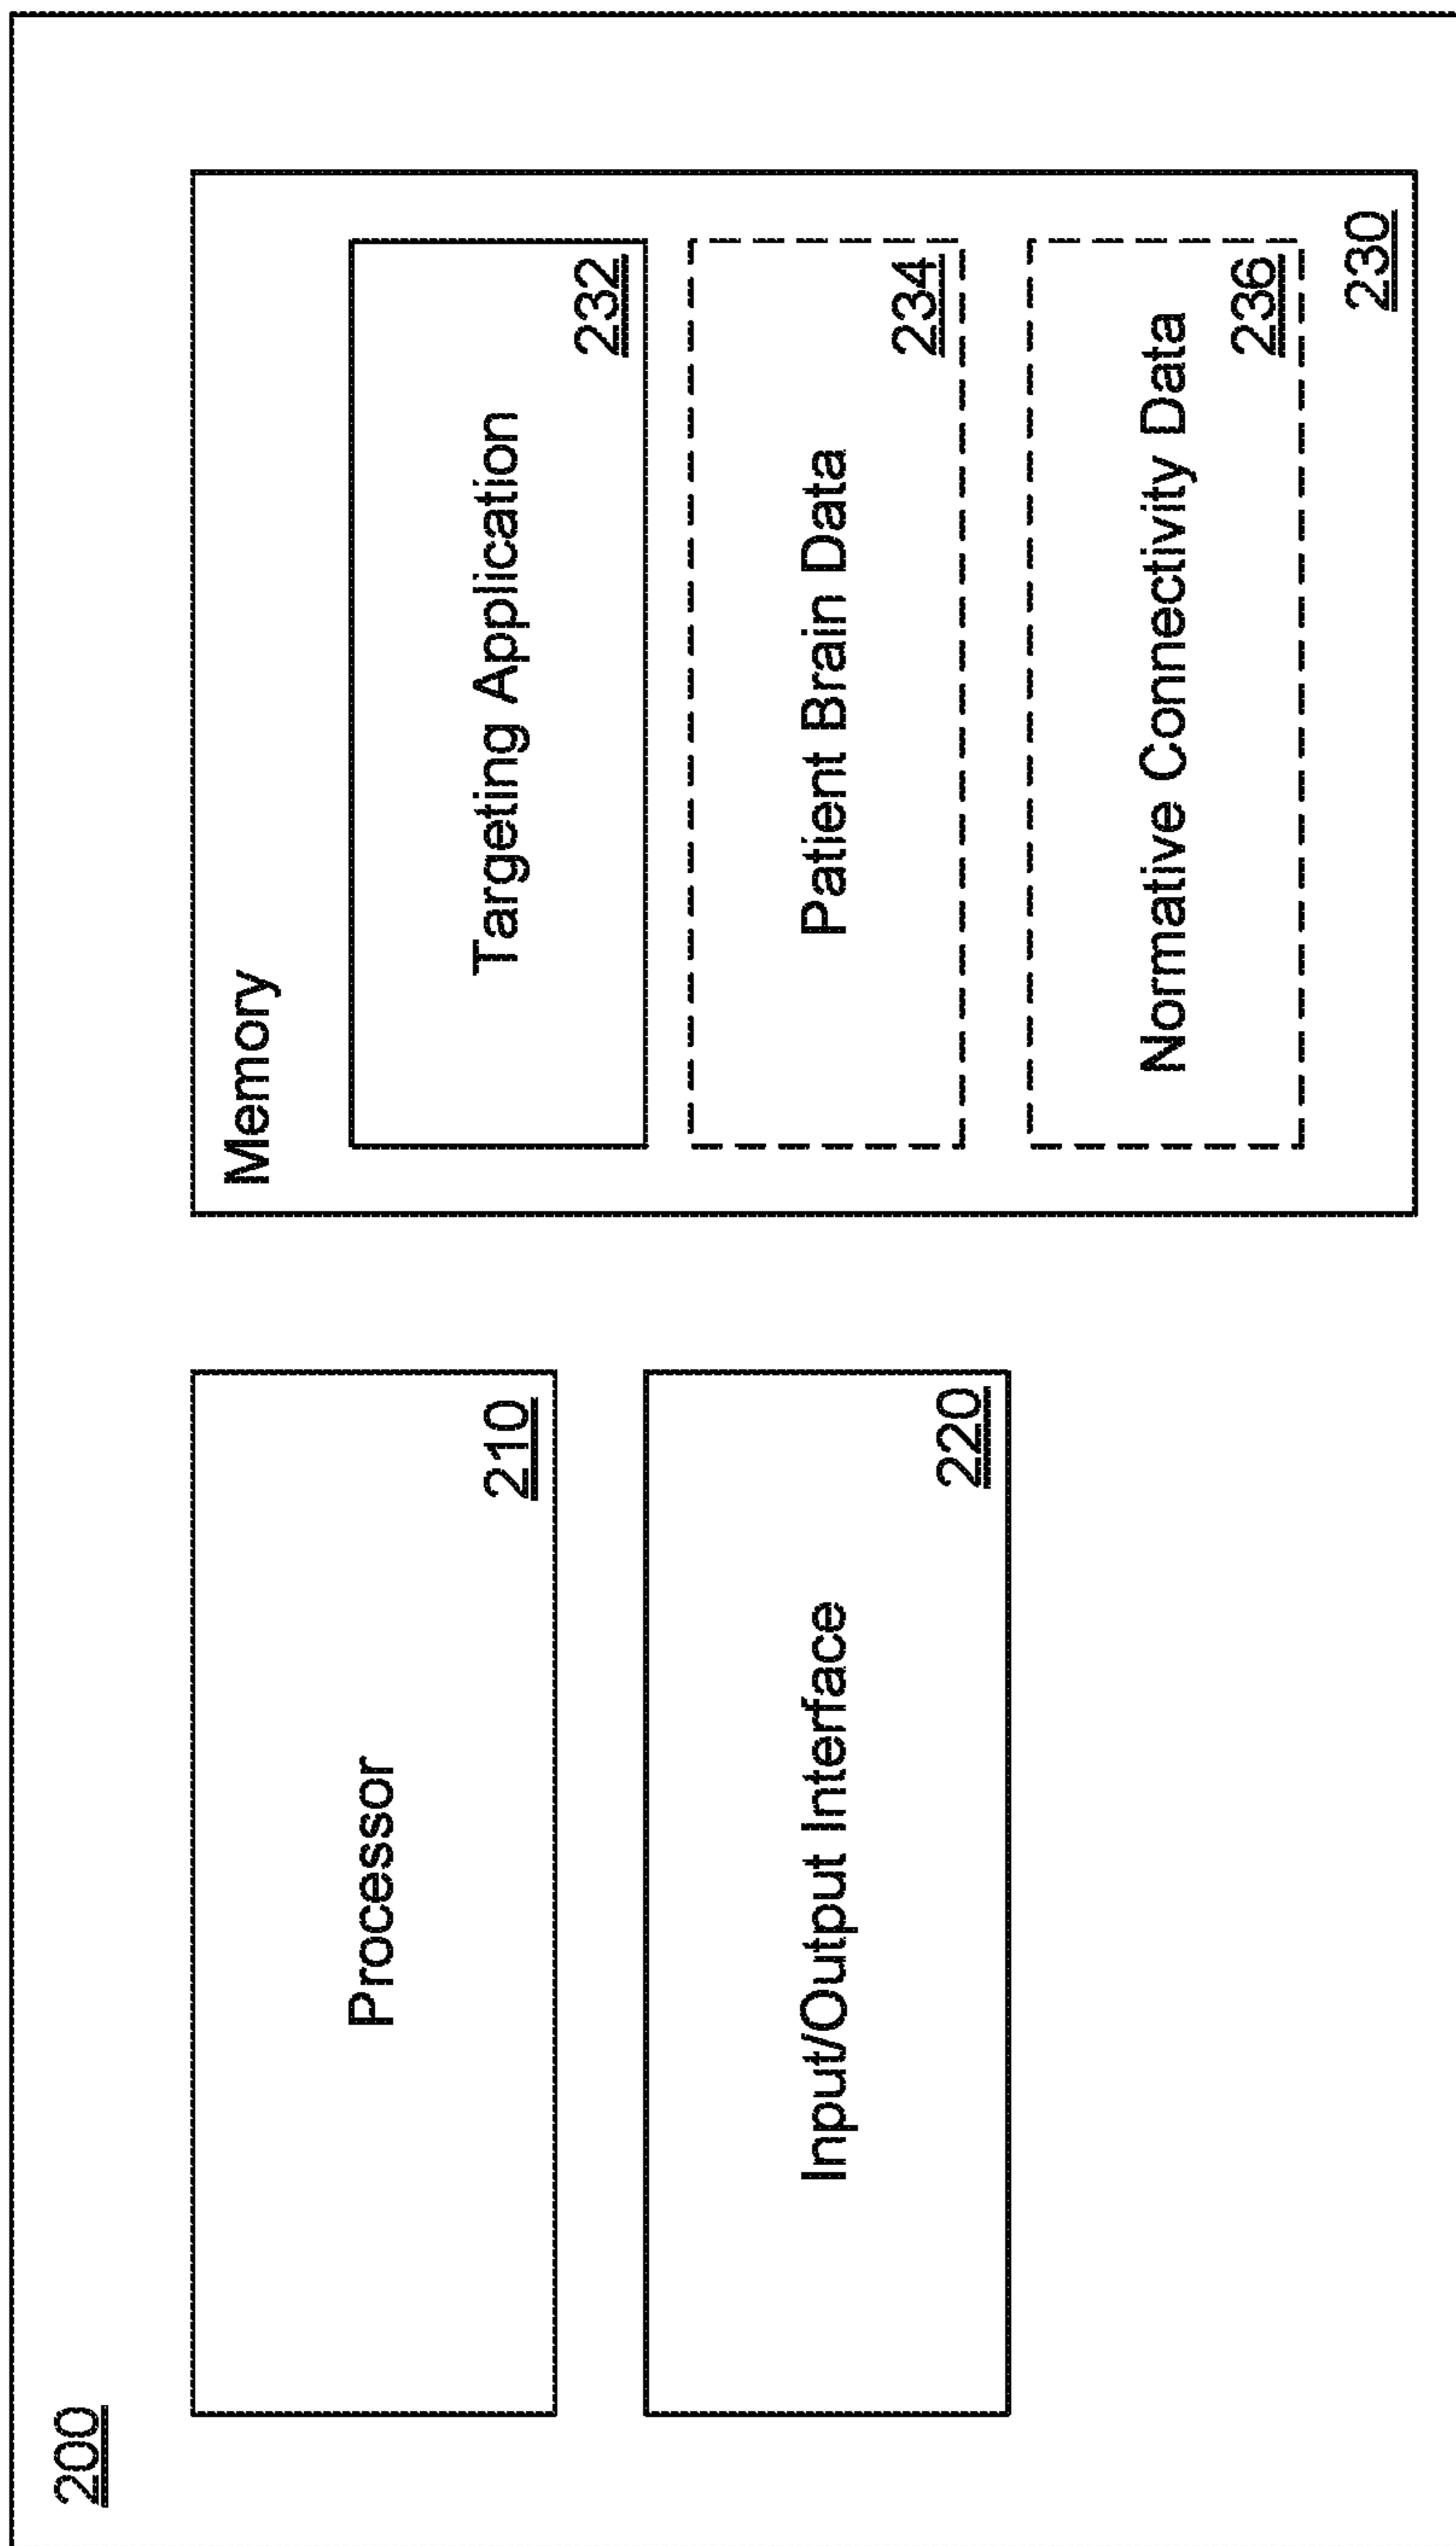 200
Processor
210
Input/Output Interface
220
Memory
Targeting Application
232
Patient Brain Data
234
Normative Connectivity Data
236
230